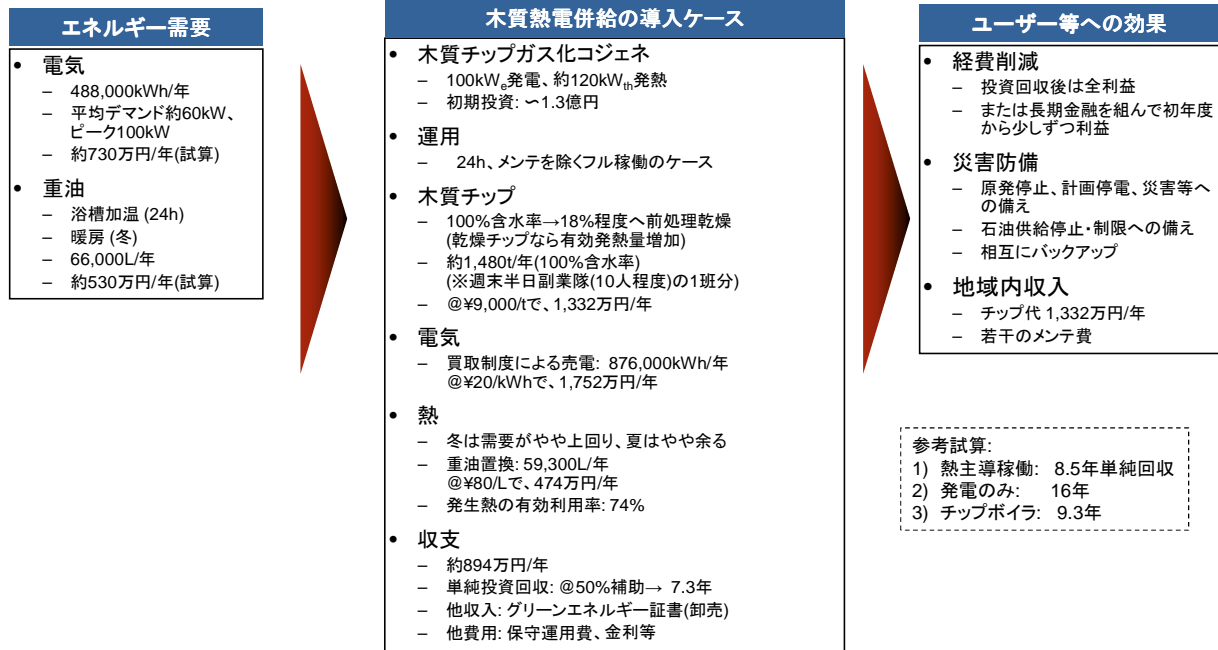 エネルギー需要
• 電気
– 488,000kWh/年
– 平均デマンド約60kW、
ピーク100kW
– 約730万円/年(試算)
• 重油
– 浴槽加温 (24h)
– 暖房 (冬)
– 66,000L/年
– 約530万円/年(試算)
木質熱電併給の導入ケース
• 木質チップガス化コジェネ
– 100kWe発電、約120kWth発熱
– 初期投資: ~1.3億円
• 運用
– 24h、メンテを除くフル稼働のケース
• 木質チップ
– 100%含水率→18%程度へ前処理乾燥
(乾燥チップなら有効発熱量増加)
– 約1,480t/年(100%含水率)
(※週末半日副業隊(10人程度)の1班分)
– @¥9,000/tで、1,332万円/年
• 電気
– 買取制度による売電: 876,000kWh/年
@¥20/kWhで、1,752万円/年
• 熱
– 冬は需要がやや上回り、夏はやや余る
– 重油置換: 59,300L/年
@¥80/Lで、474万円/年
– 発生熱の有効利用率: 74%
• 収支
– 約894万円/年
– 単純投資回収: @50%補助→ 7.3年
– 他収入: グリーンエネルギー証書(卸売)
– 他費用: 保守運用費、金利等
ユーザー等への効果
• 経費削減
– 投資回収後は全利益
– または長期金融を組んで初年度
から少しずつ利益
• 災害防備
– 原発停止、計画停電、災害等へ
の備え
– 石油供給停止・制限への備え
– 相互にバックアップ
• 地域内収入
– チップ代 1,332万円/年
– 若干のメンテ費
参考試算:
1) 熱主導稼働: 8.5年単純回収
2) 発電のみ: 16年
3) チップボイラ: 9.3年